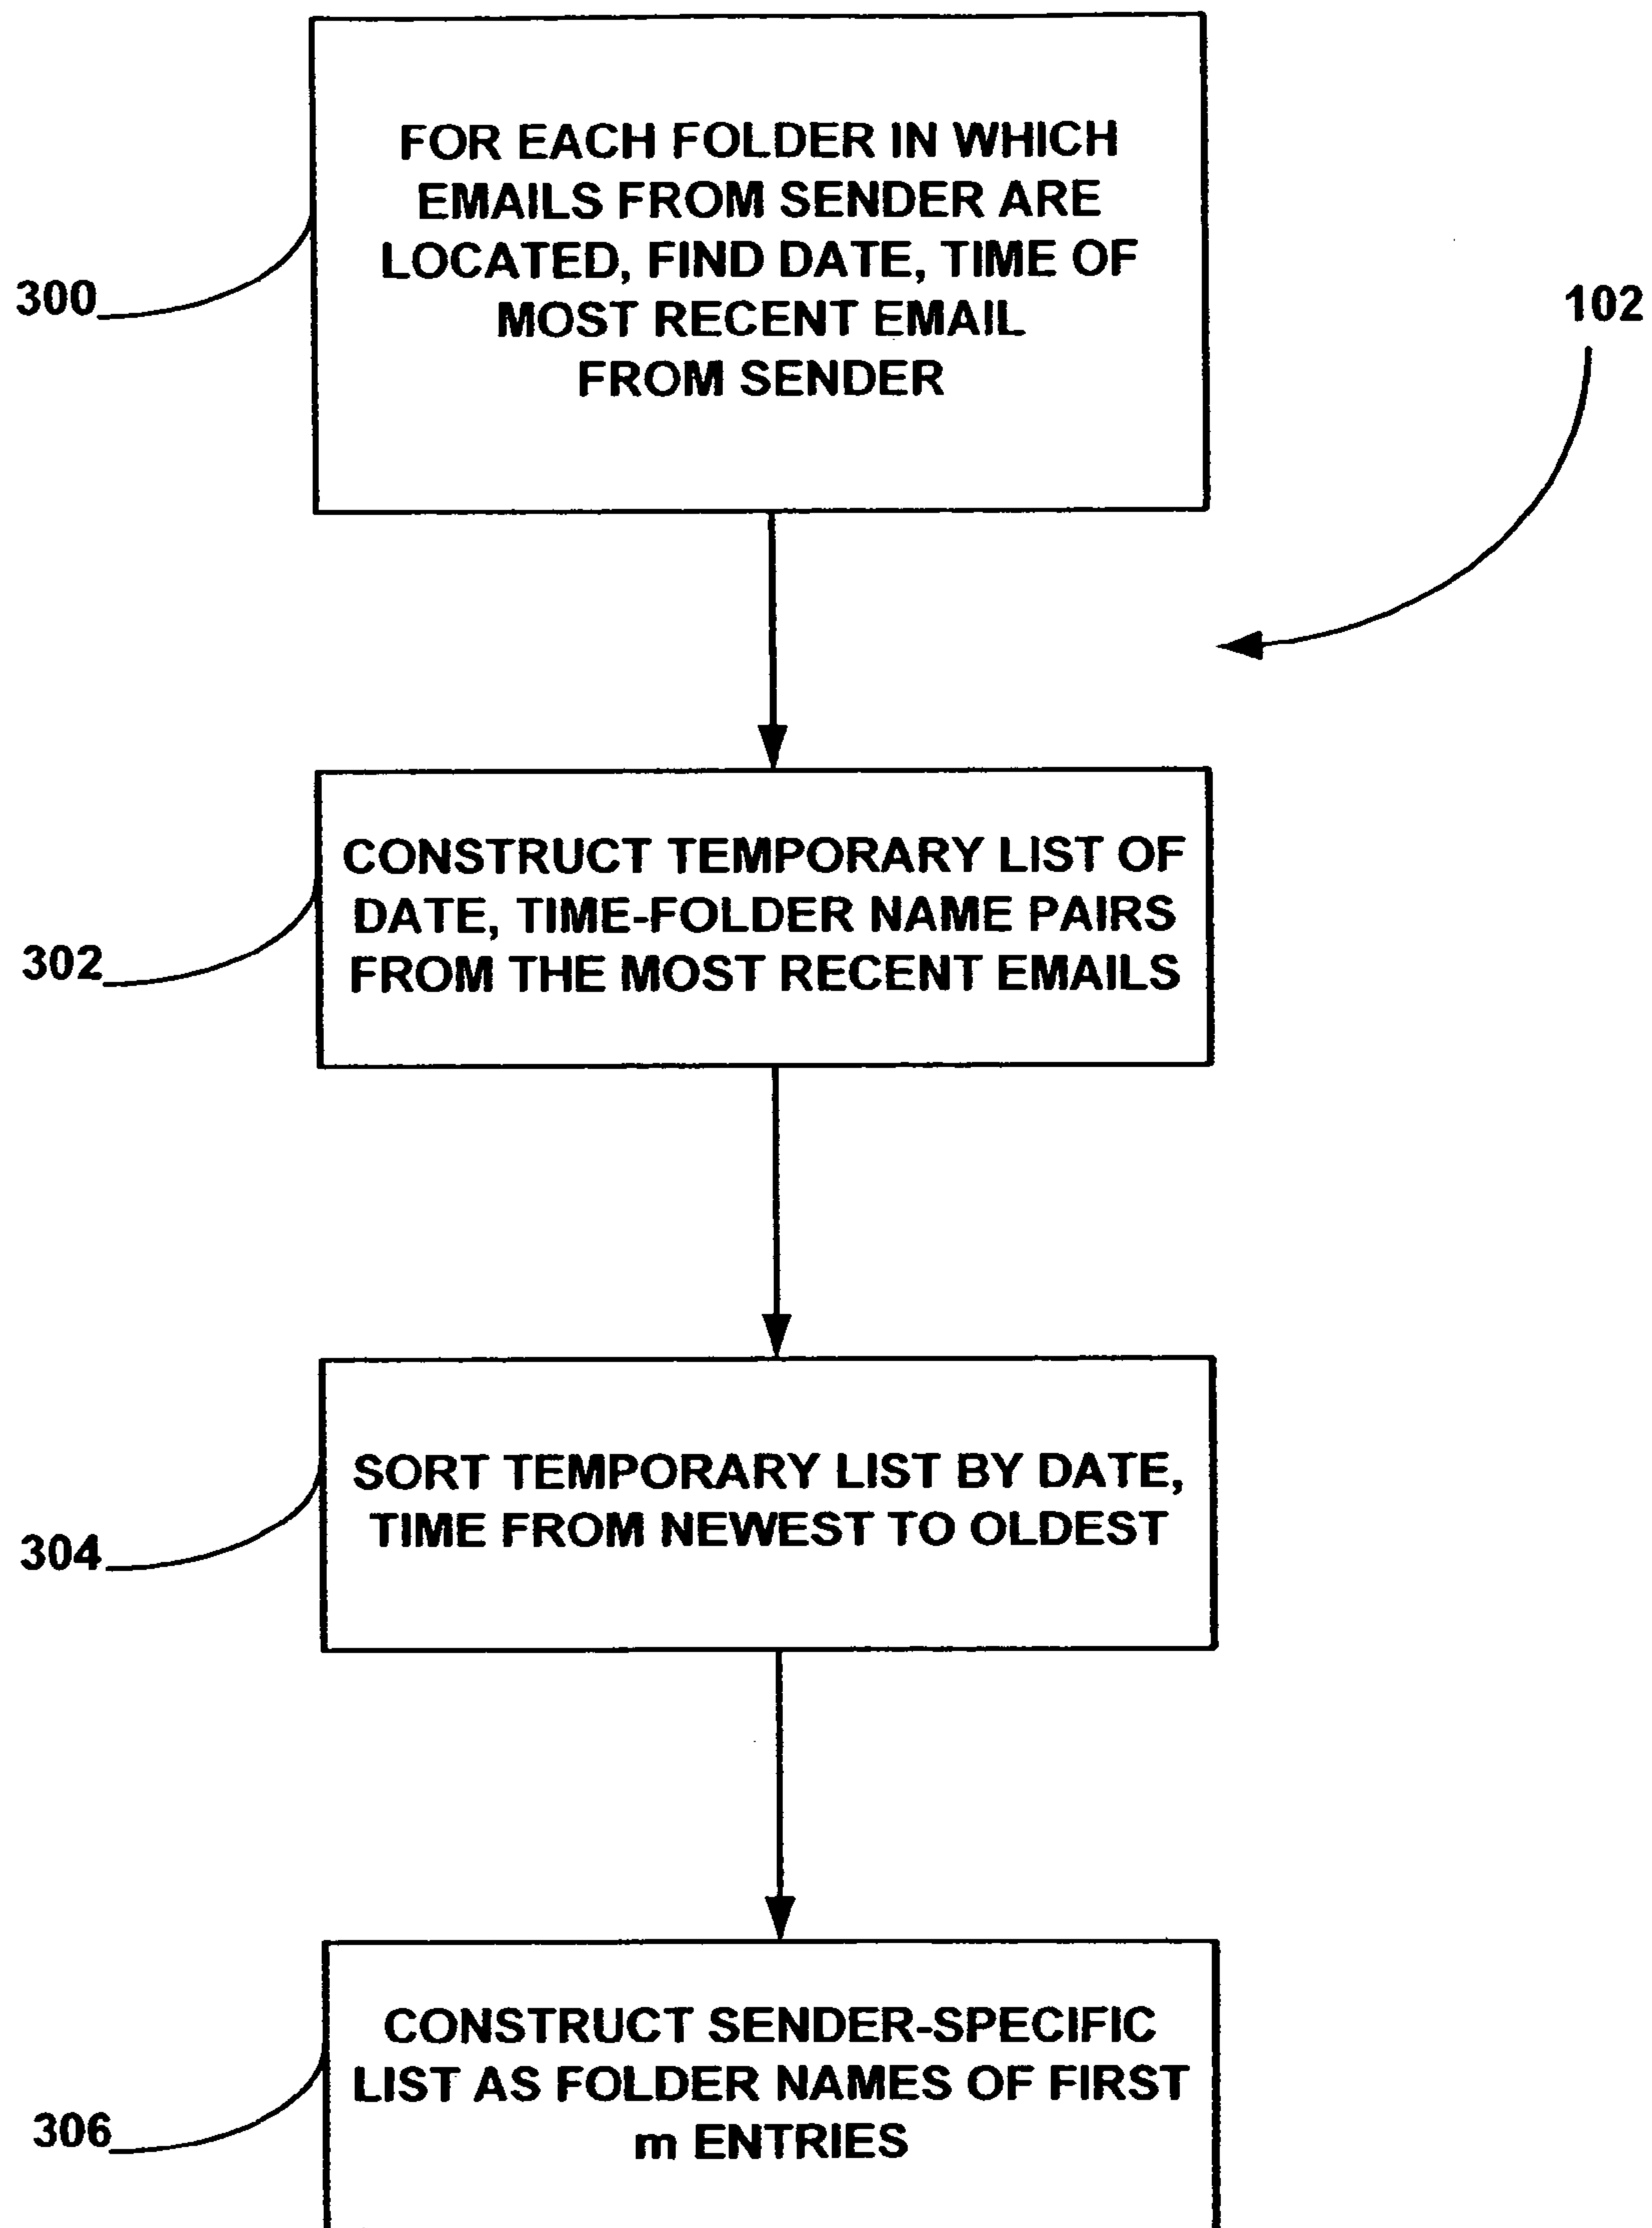 FOR EACH FOLDER IN WHICH
EMAILS FROM SENDER ARE
LOCATED, FIND DATE, TIME OF
MOST RECENT EMAIL
FROM SENDER
300
102
CONSTRUCT TEMPORARY LIST OF
DATE, TIME-FOLDER NAME PAIRS
FROM THE MOST RECENT EMAILS
302
SORT TEMPORARY LIST BY DATE,
TIME FROM NEWEST TO OLDEST
304
CONSTRUCT SENDER-SPECIFIC
LIST AS FOLDER NAMES OF FIRST
m ENTRIES
306